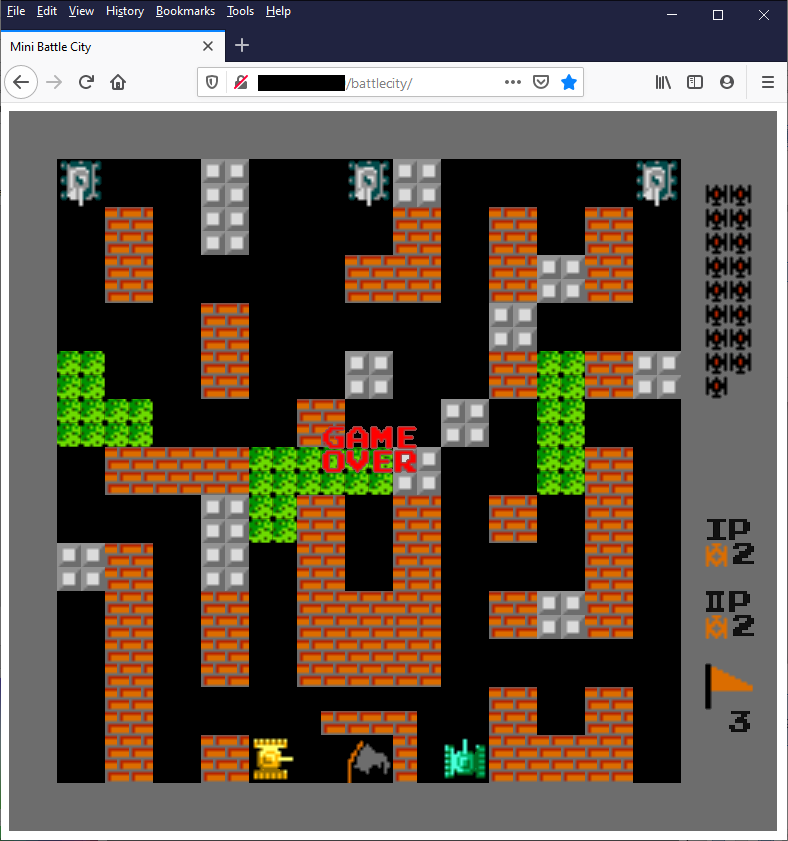 File Edit View History Bookmarks Tools Help
Mini Battle City
/battlecity/
GAME
OVER
IP
2
IIP
2
3